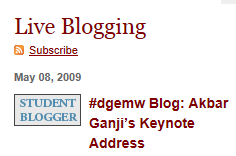 Live Blogging
Subscribe
May 08, 2009
STUDENT
BLOGGER
#dgemw Blog: Akbar
Ganji's Keynote
Address